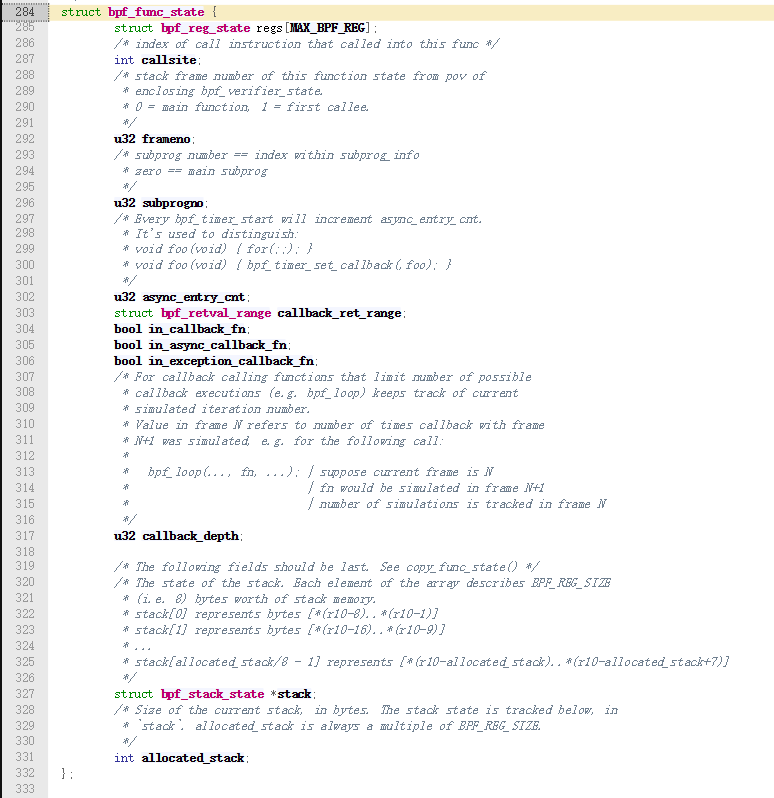 284 struct bpf_func_state {
285 struct bpf_reg_state regs[MAX_BPF_REG];
286 /* index of call instruction that called into this func */
287 int callsite;
288 /* stack frame number of this function state from pov of
289 * enclosing bpf_verifier_state.
290 * 0 = main function, 1 = first callee.
291 */
292 u32 frameno;
293 /* subprog number == index within subprog_info
294 * zero == main subprog
295 */
296 u32 subprogno;
297 /* Every bpf_timer_start will increment async_entry_cnt.
298 * It's used to distinguish:
299 * void foo(void) { for(;;); }
300 * void foo(void) { bpf_timer_set_callback(,foo); }
301 */
302 u32 async_entry_cnt;
303 struct bpf_retval_range callback_ret_range;
304 bool in_callback_fn;
305 bool in_async_callback_fn;
306 bool in_exception_callback_fn;
307 /* For callback calling functions that limit number of possible
308 * callback executions (e.g. bpf_loop) keeps track of current
309 * simulated iteration number.
310 * Value in frame N refers to number of times callback with frame
311 * N+1 was simulated, e.g. for the following call:
312 *
313 * bpf_loop(..., fn, ...); | suppose current frame is N
314 * | fn would be simulated in frame N+1
315 * | number of simulations is tracked in frame N
316 */
317 u32 callback_depth;
318
319 /* The following fields should be last. See copy_func_state() */
320 /* The state of the stack. Each element of the array describes BPF_REG_SIZE
321 * (i.e. 8) bytes worth of stack memory.
322 * stack[0] represents bytes [*(r10-8)..*(r10-1)]
323 * stack[1] represents bytes [*(r10-16)..*(r10-9)]
324 * ...
325 * stack[allocated_stack/8 - 1] represents [*(r10-allocated_stack)..*(r10-allocated_stack+7)]
326 */
327 struct bpf_stack_state *stack;
328 /* Size of the current stack, in bytes. The stack state is tracked below, in
329 * `stack`. allocated_stack is always a multiple of BPF_REG_SIZE.
330 */
331 int allocated_stack;
332 };
333